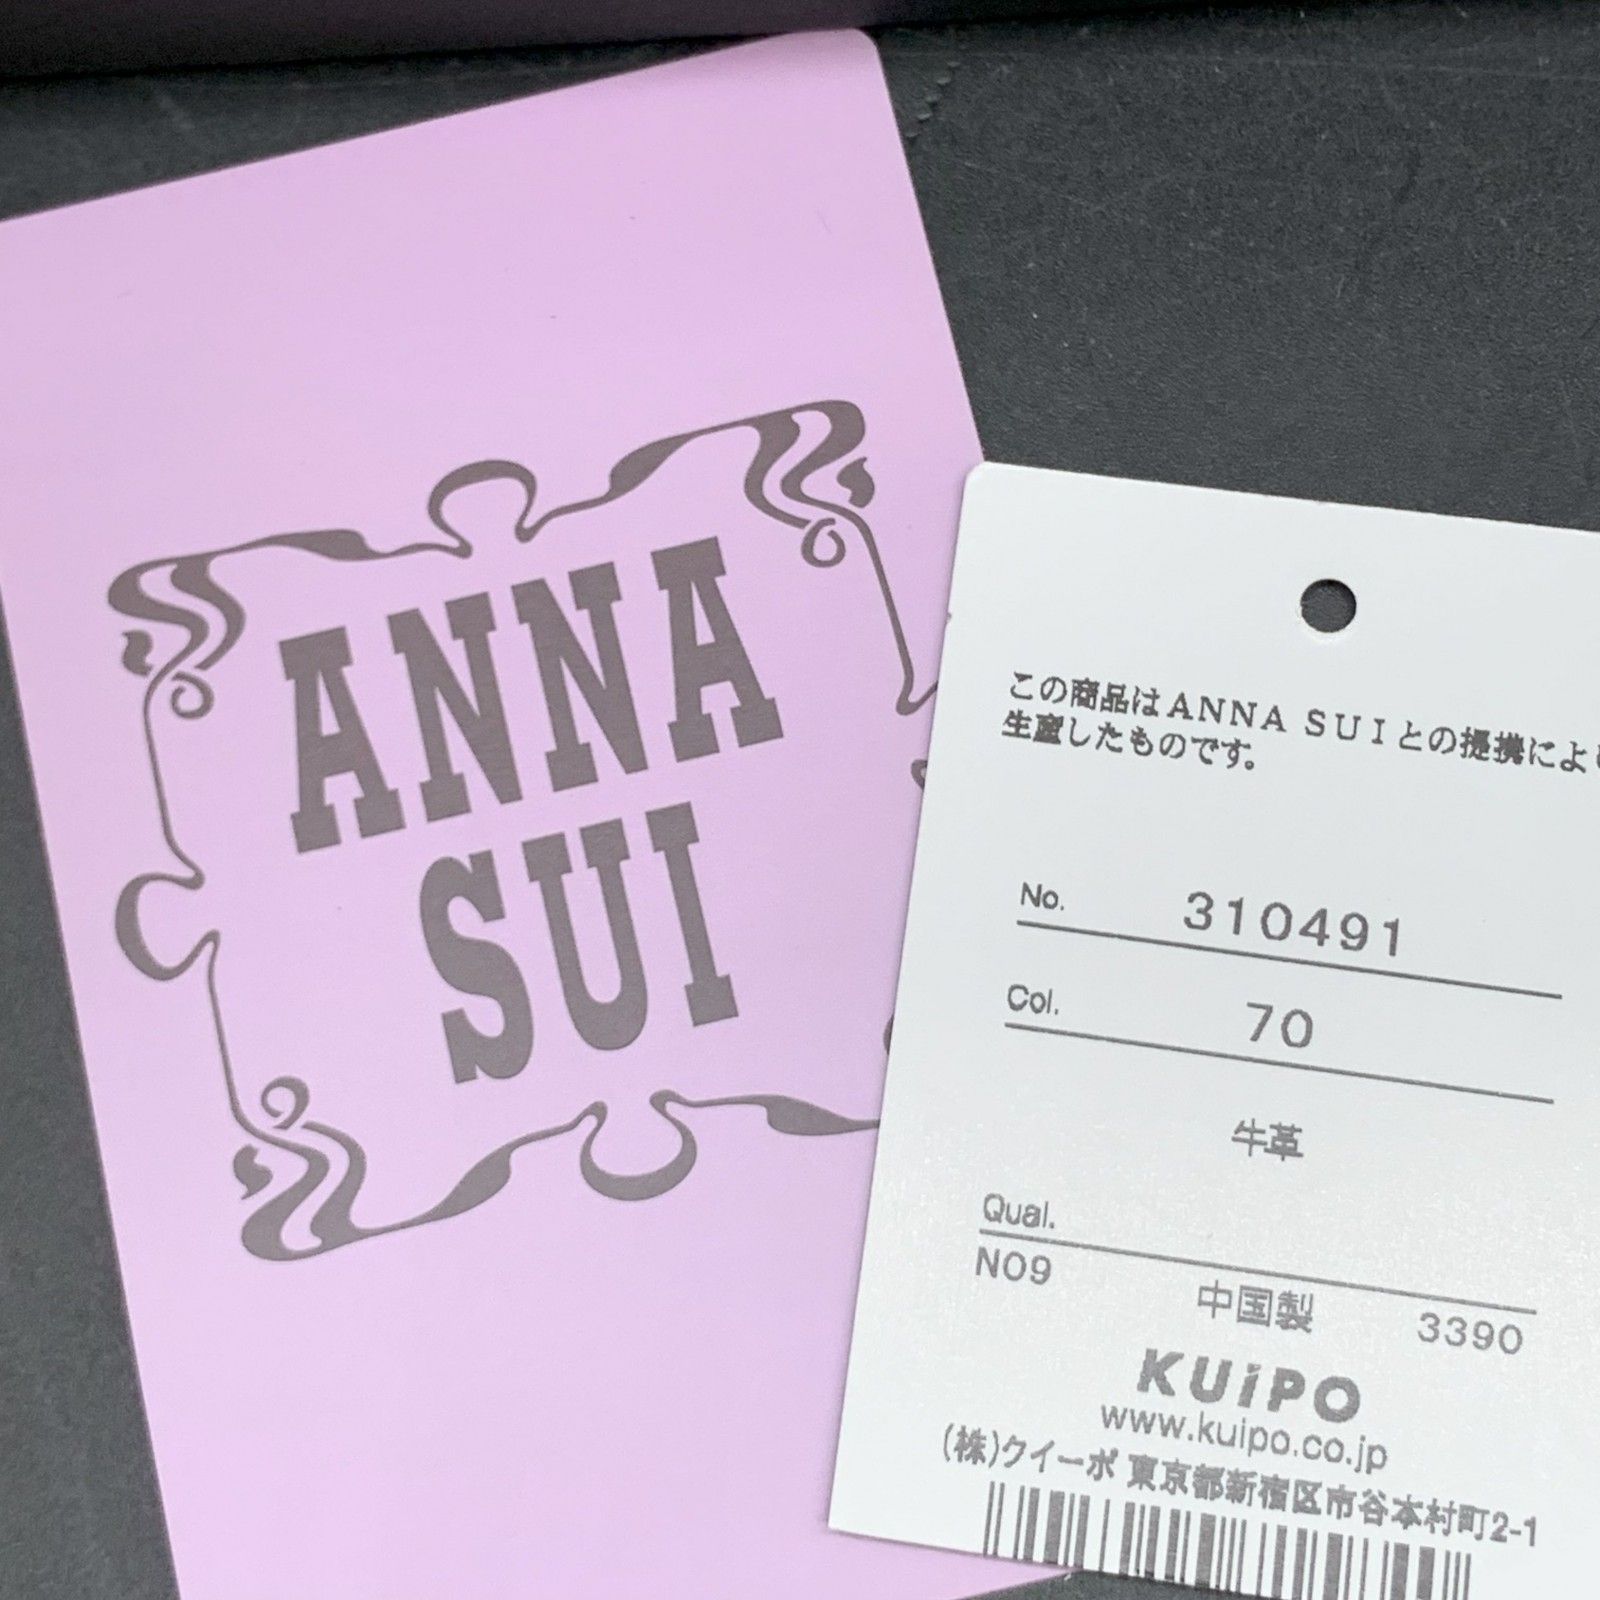 ANNA
SUI
この商品はANNA SUIとの提携により
生産したものです。
No. 310491
Col. 70
牛革
Qual.
N09 中国製 3390
KUiPO
www.kuipo.co.jp
(株)クイーポ 東京都新宿区市谷本村町2-1